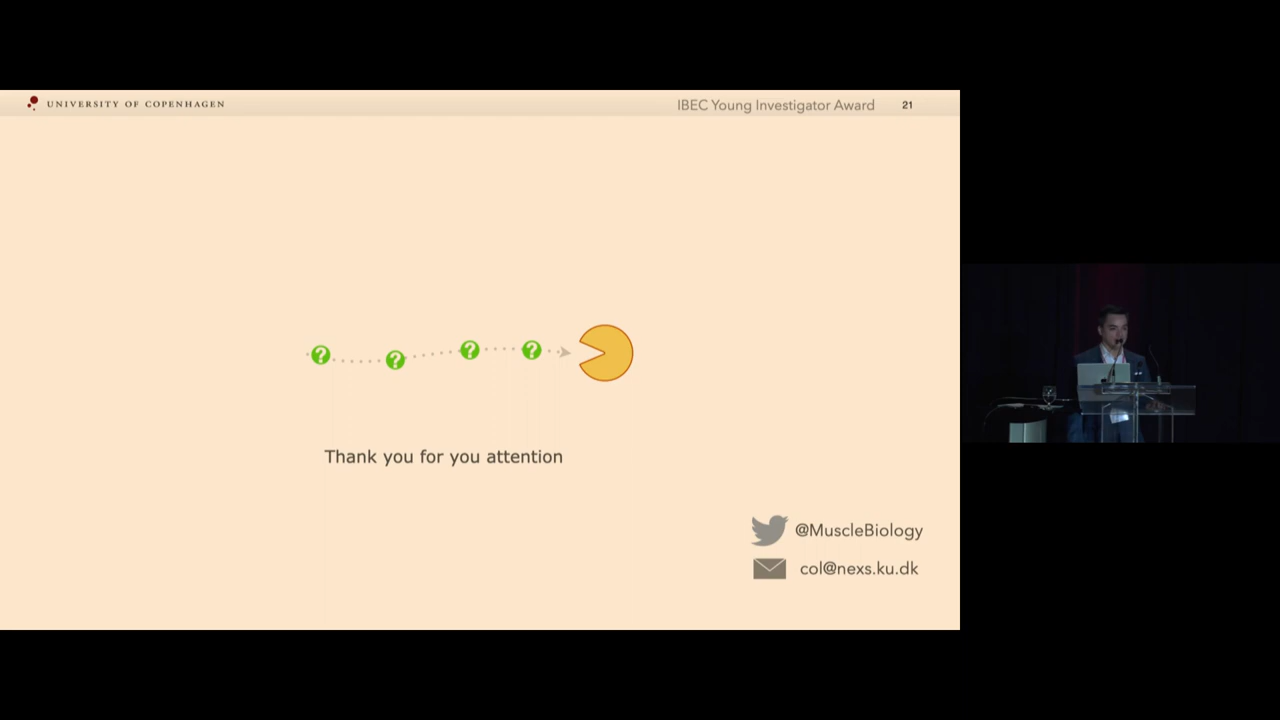 UNIVERSITY OF COPENHAGEN
IBEC Young Investigator Award 21
? ? ? ?
Thank you for you attention
@MuscleBiology
col@nexs.ku.dk